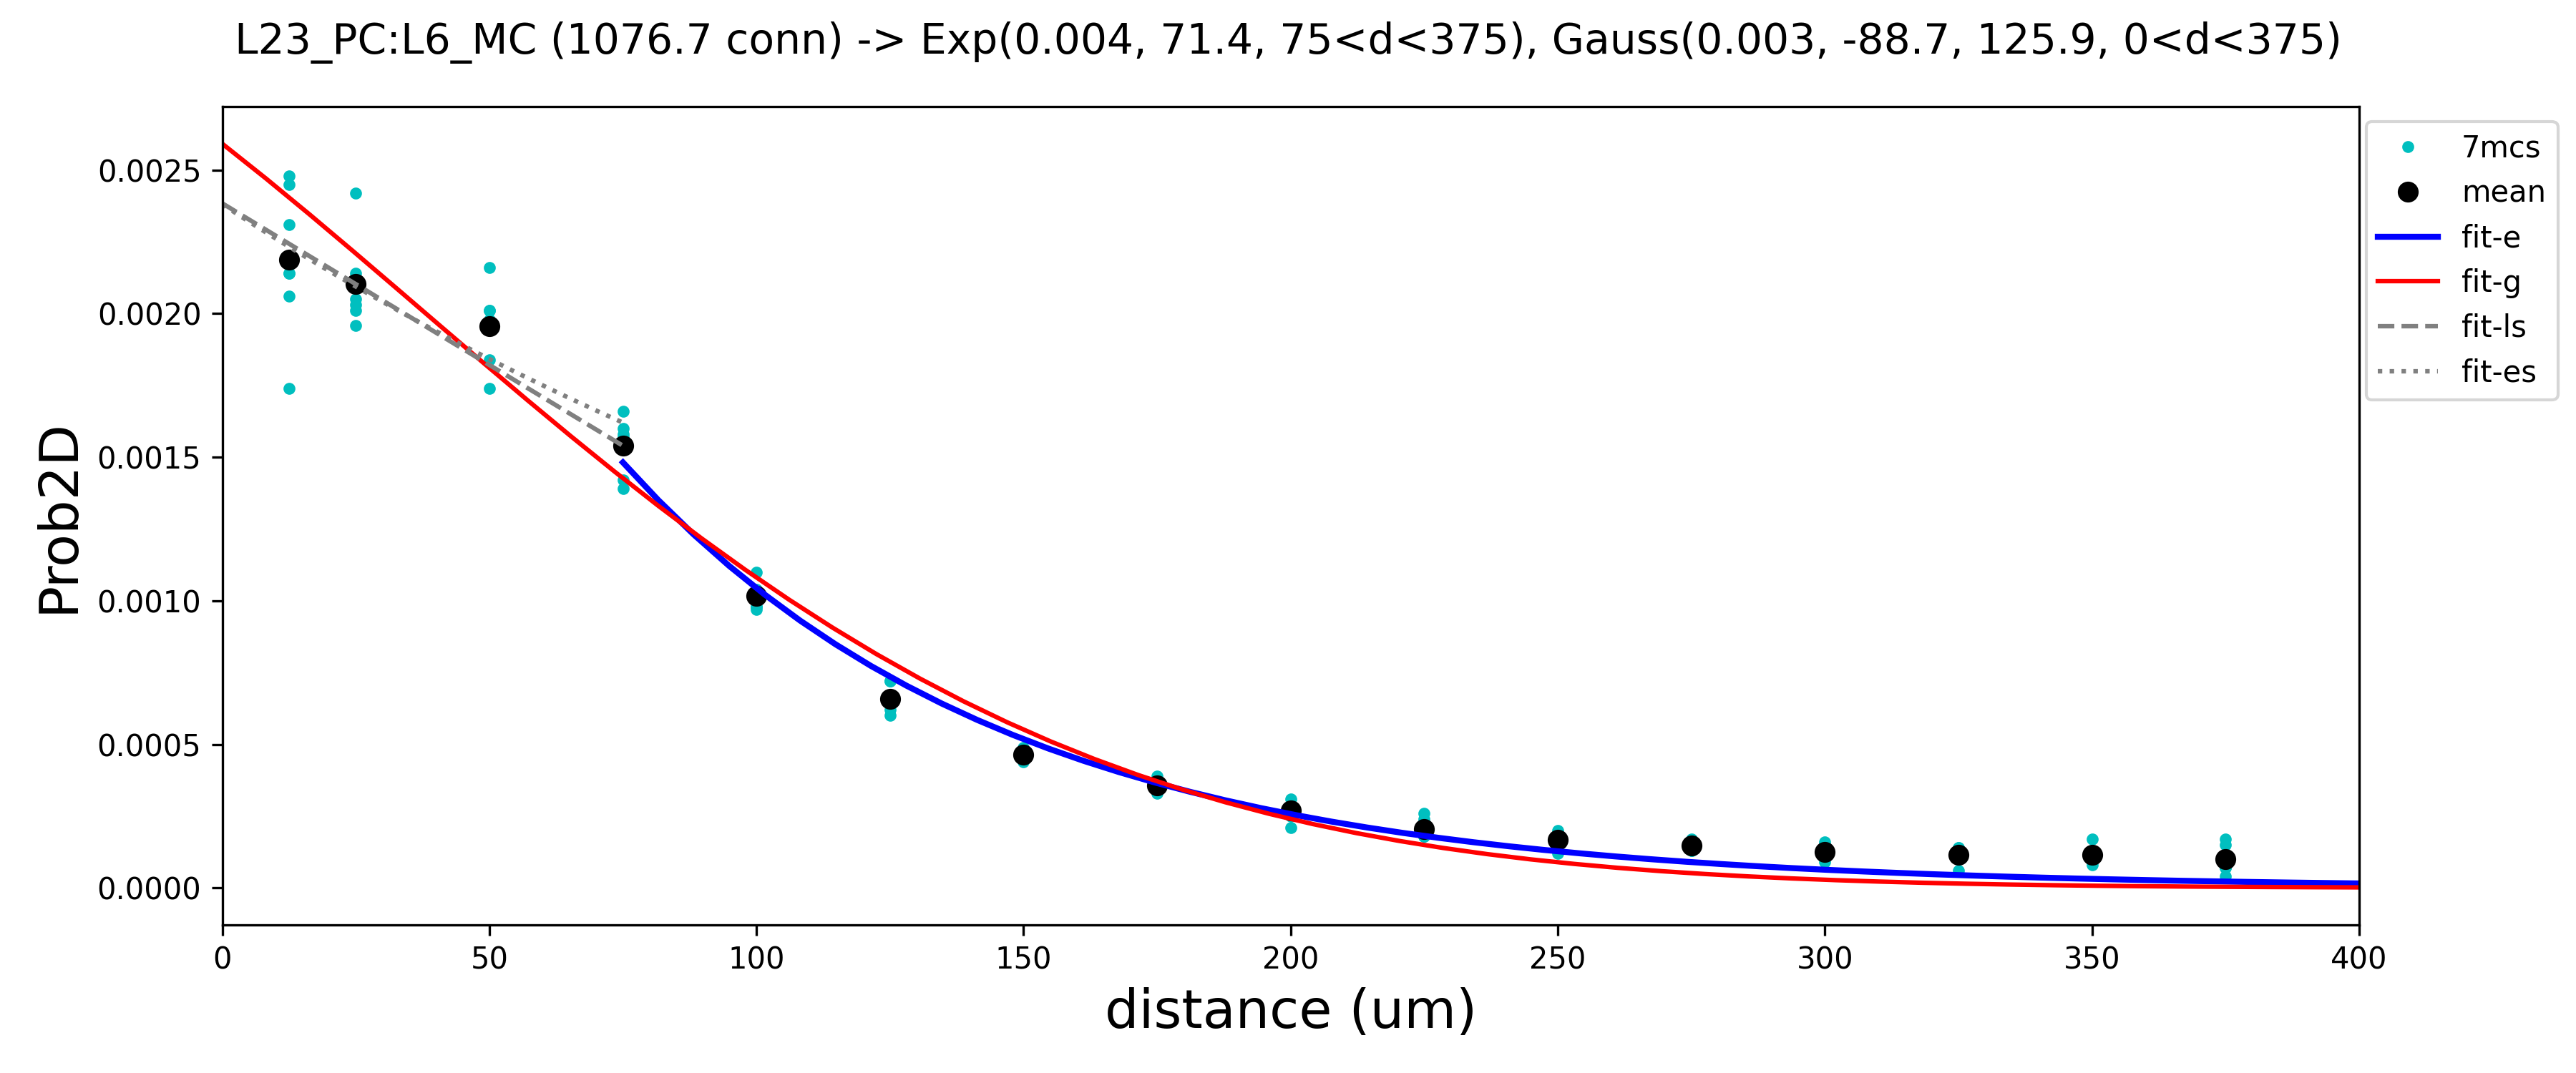 L23_PC:L6_MC (1076.7 conn) -> Exp(0.004, 71.4, 75<d<375), Gauss(0.003, -88.7, 125.9, 0<d<375)
7mcs
mean
fit-e
fit-g
fit-ls
fit-es
Prob2D
0.0025
0.0020
0.0015
0.0010
0.0005
0.0000
0 50 100 150 200 250 300 350 400
distance (um)